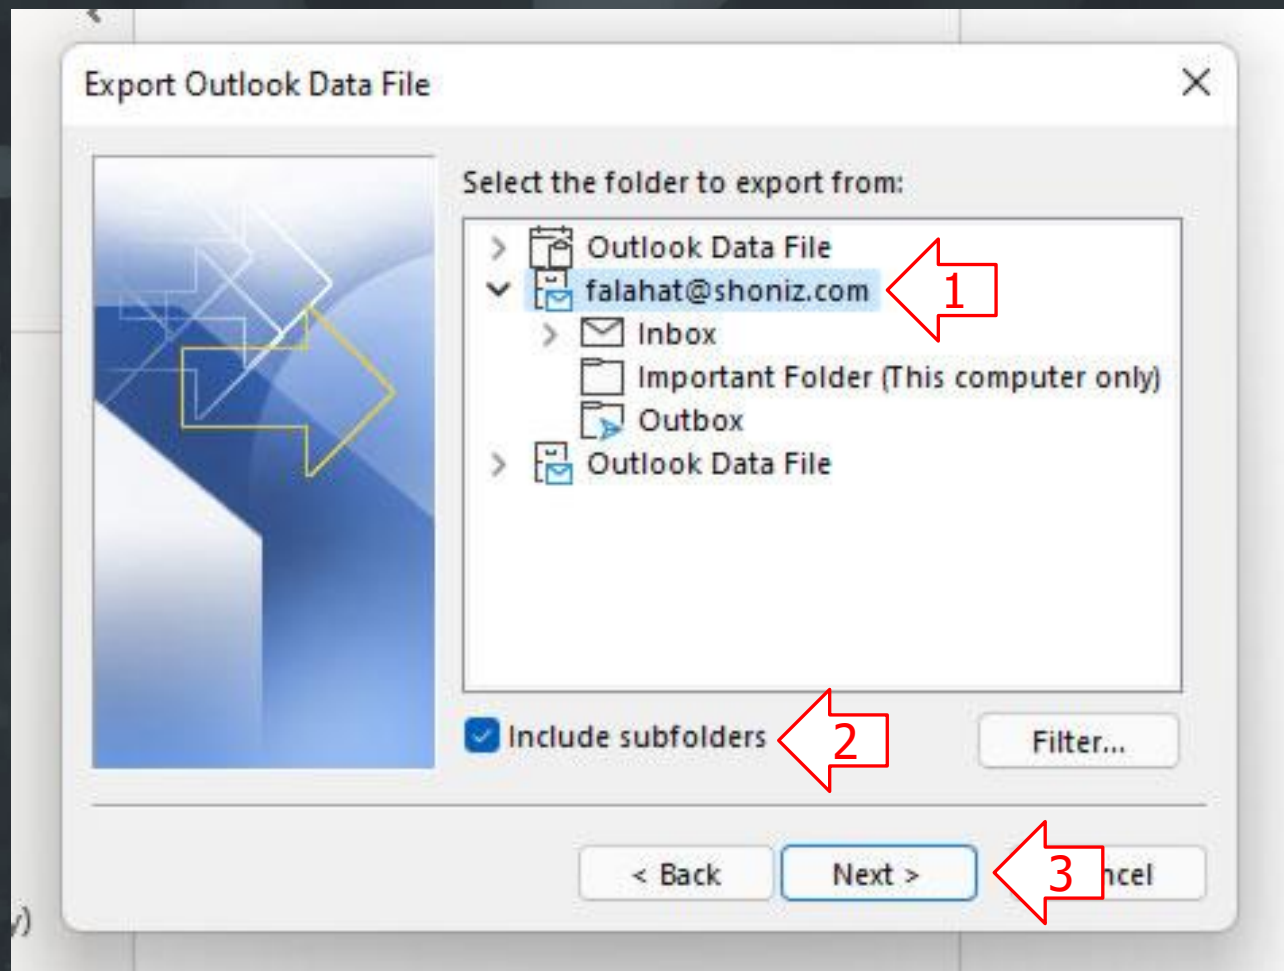 Export Outlook Data File
Select the folder to export from:
Outlook Data File
falahat@shoniz.com
1
Inbox
Important Folder (This computer only)
Outbox
Outlook Data File
Include subfolders
2
Filter...
< Back
Next >
3